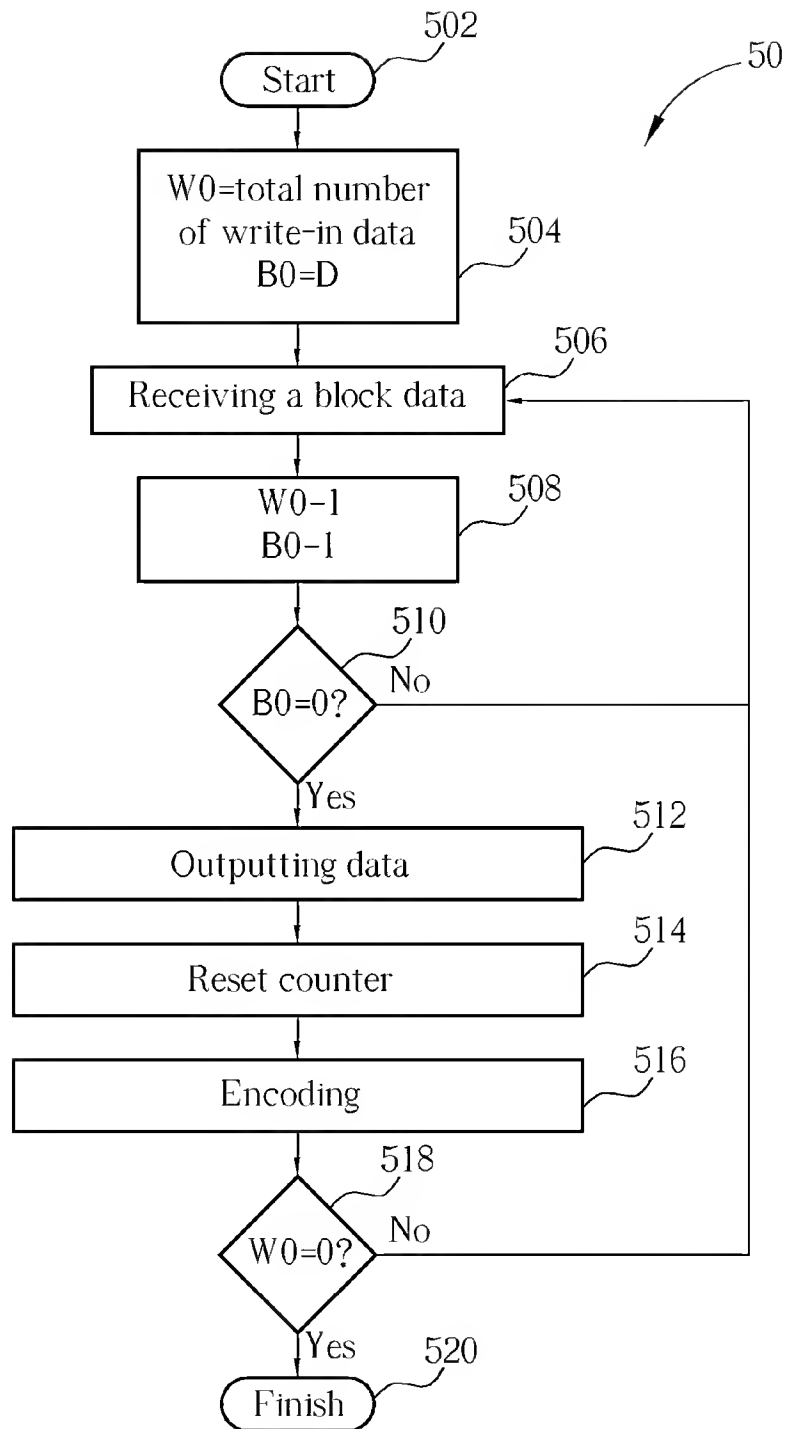 502
50
Start
W0=total number
of write-in data
B0=D
504
506
Receiving a block data
508
W0-1
B0-1
510
B0=0?
No
Yes
512
Outputting data
514
Reset counter
516
Encoding
518
W0=0?
No
Yes
520
Finish